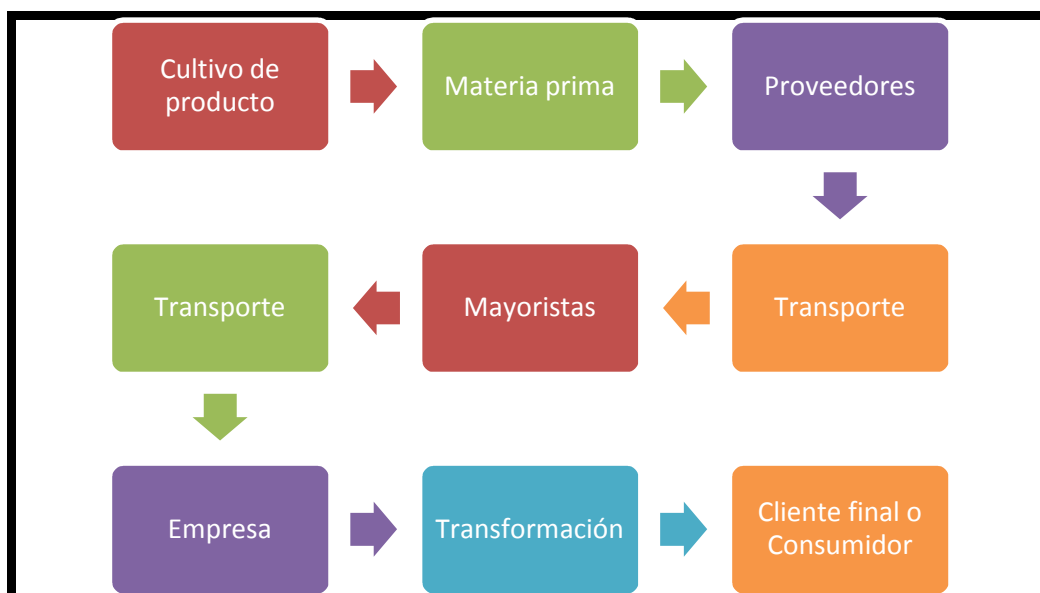 Cultivo de
producto
Materia prima
Proveedores
Transporte
Mayoristas
Transporte
Empresa
Transformación
Cliente final o
Consumidor